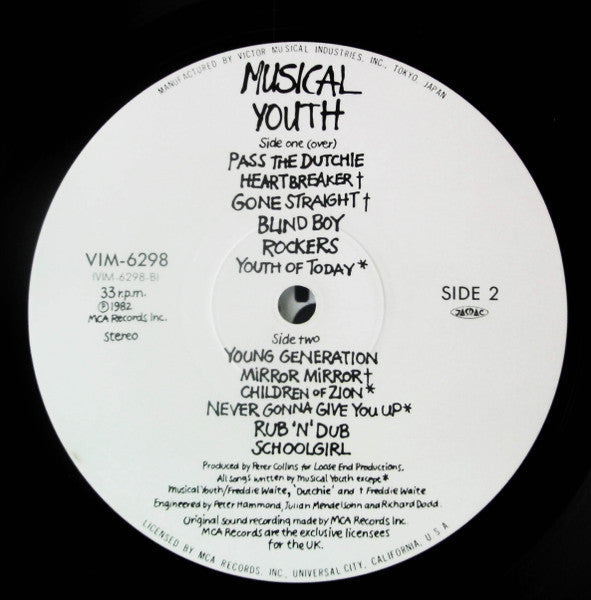 MANUFACTURED BY VICTOR MUSICAL INDUSTRIES, INC., TOKYO, JAPAN
MUSICAL
YOUTH
Side one (over)
PASS THE DUTCHIE
HEARTBREAKER †
GONE STRAIGHT †
BLIND BOY
ROCKERS
YOUTH OF TODAY *
VIM-6298
(VIM-6298-B)
33 r.p.m.
Ⓟ 1982
MCA Records Inc.
Stereo
SIDE 2
JASRAC
Side two
YOUNG GENERATION
MIRROR MIRROR †
CHILDREN OF ZION *
NEVER GONNA GIVE YOU UP *
RUB 'N' DUB
SCHOOLGIRL
Produced by Peter Collins for Loose End Productions.
All songs written by Musical Youth except *
Musical Youth/Freddie Waite, 'Dutchie' and † Freddie Waite
Engineered by Peter Hammond, Julian Mendelsohn and Richard Dodd.
Original sound recording made by MCA Records Inc.
MCA Records are the exclusive licensees
for the UK.
LICENSED BY MCA RECORDS, INC., UNIVERSAL CITY, CALIFORNIA, U.S.A